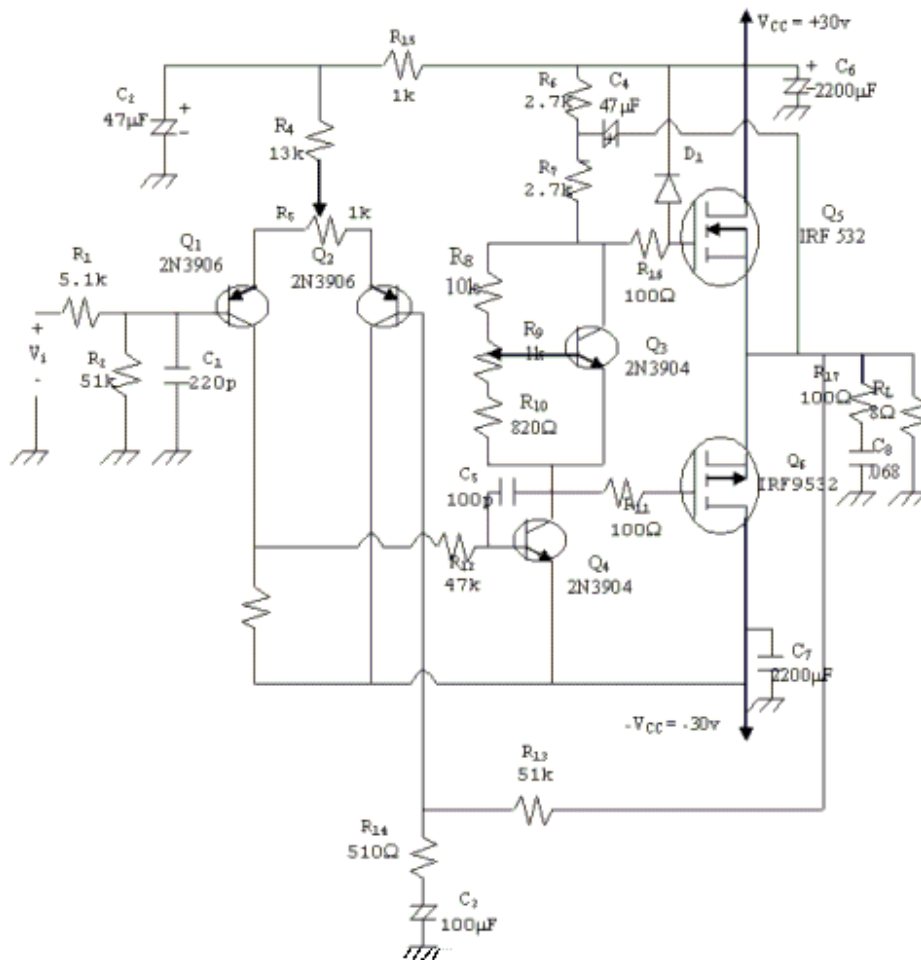 V_CC = +30v
R₁₅
1k
C₂
47μF
+
-
R₄
13k
R₆
2.7k
C₄
47μF
+
C₆
2200μF
R₇
2.7k
D₁
R₅
1k
Q₅
IRF 532
Q₁
2N3906
Q₂
2N3906
R₁
5.1k
R₈
10k
R₁₆
100Ω
+
V₁
-
R₂
51k
C₁
220p
R₉
1k
Q₃
2N3904
R₁₇
100Ω
R_L
8Ω
R₁₀
820Ω
C₈
.068
C₅
100p
Q₆
IRF9532
R₁₁
100Ω
R₁₂
47k
Q₄
2N3904
C₇
2200μF
-V_CC = -30v
R₁₃
51k
R₁₄
510Ω
C₂
100μF